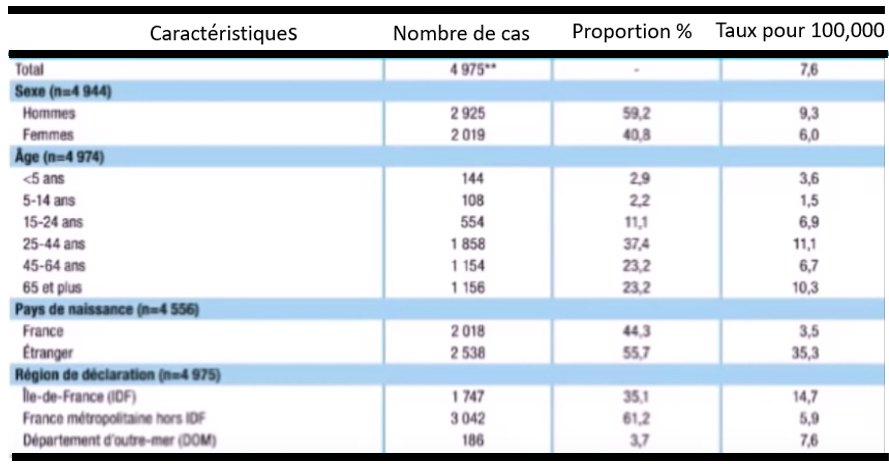 Caractéristiques Nombre de cas Proportion % Taux pour 100,000
Total 4 975** - 7,6
Sexe (n=4 944)
Hommes 2 925 59,2 9,3
Femmes 2 019 40,8 6,0
Âge (n=4 974)
<5 ans 144 2,9 3,6
5-14 ans 108 2,2 1,5
15-24 ans 554 11,1 6,9
25-44 ans 1 858 37,4 11,1
45-64 ans 1 154 23,2 6,7
65 et plus 1 156 23,2 10,3
Pays de naissance (n=4 556)
France 2 018 44,3 3,5
Étranger 2 538 55,7 35,3
Région de déclaration (n=4 975)
Île-de-France (IDF) 1 747 35,1 14,7
France métropolitaine hors IDF 3 042 61,2 5,9
Département d'outre-mer (DOM) 186 3,7 7,6